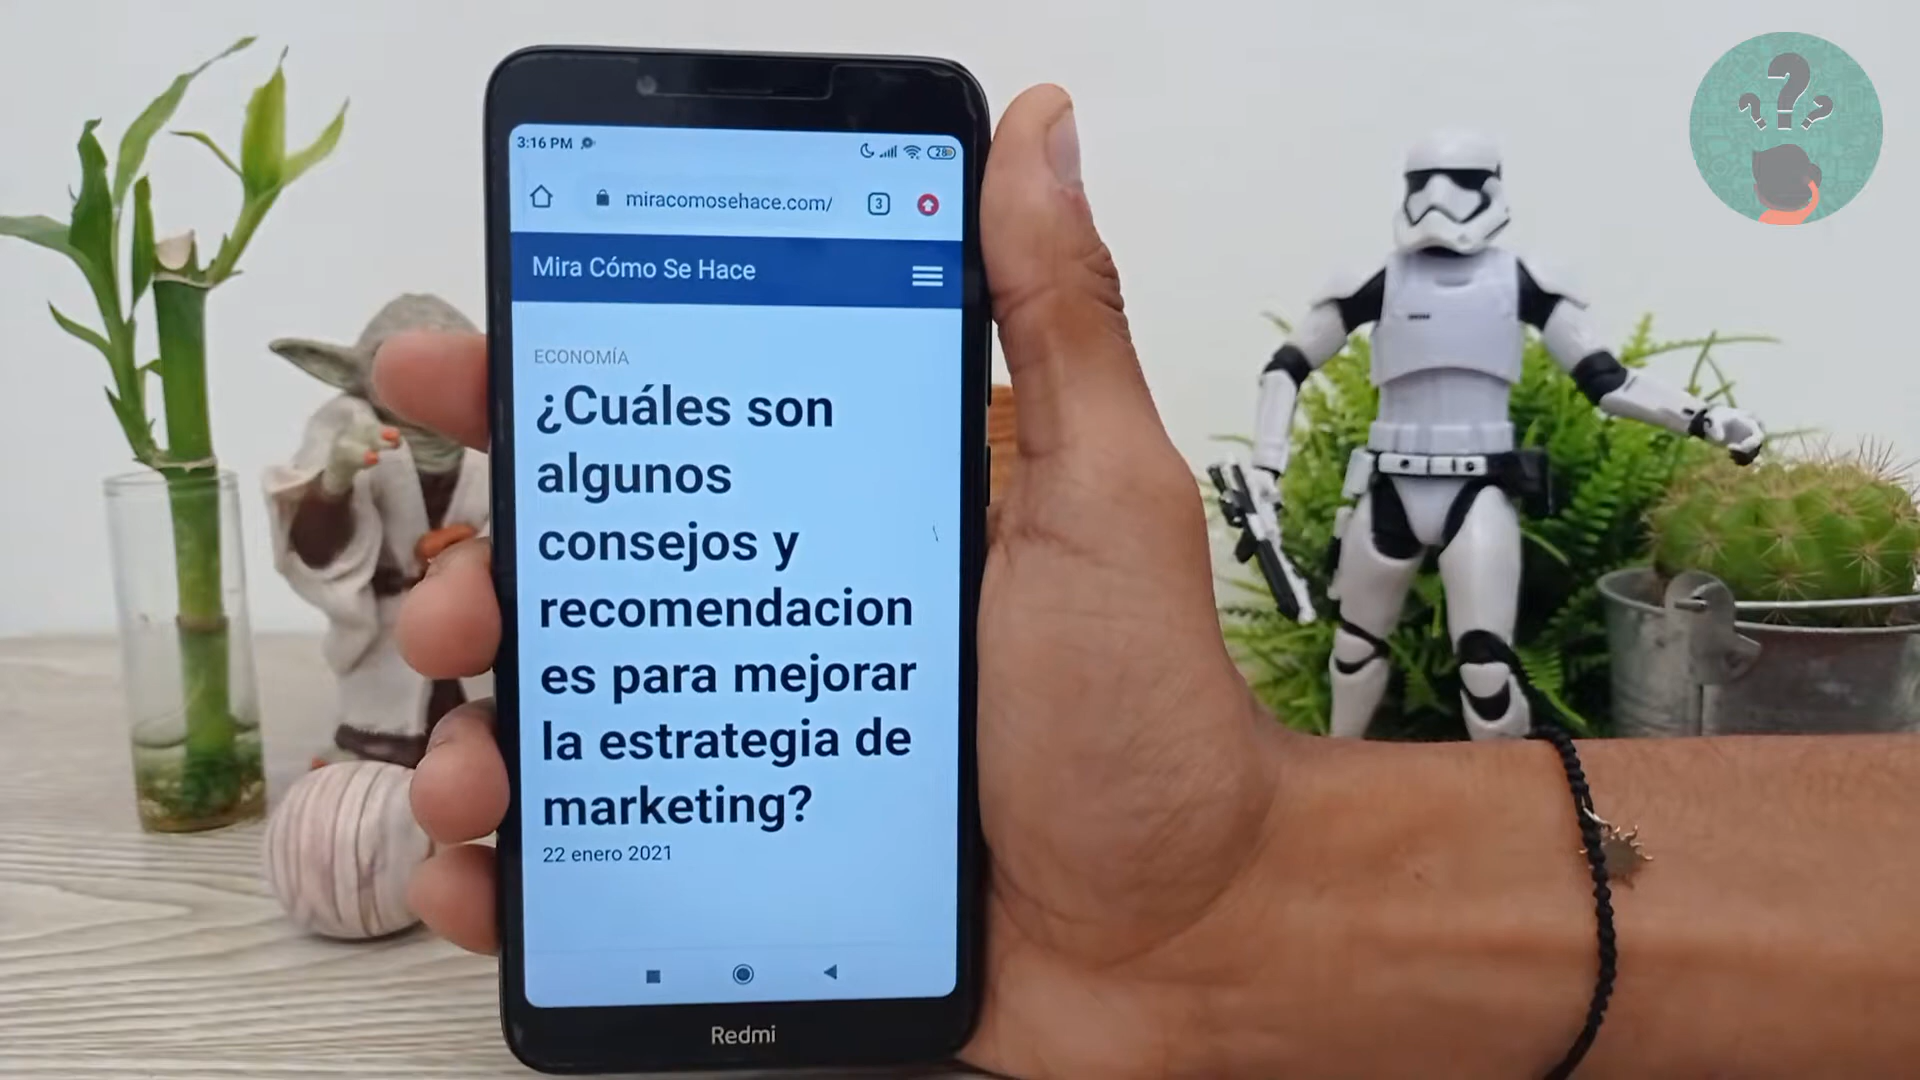 3:16 PM
28
miracomosehace.com/
3
Mira Cómo Se Hace
ECONOMÍA
¿Cuáles son
algunos
consejos y
recomendacion
es para mejorar
la estrategia de
marketing?
22 enero 2021
Redmi
???